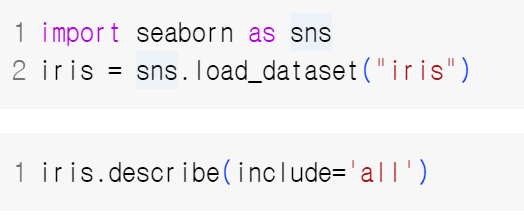 1 import seaborn as sns
2 iris = sns.load_dataset("iris")
1 iris.describe(include='all')